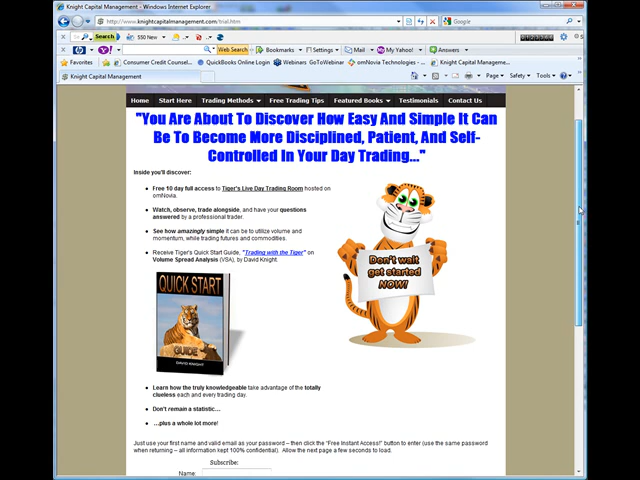 Knight Capital Management - Windows Internet Explorer
http://www.knightcapitalmanagement.com/trial.htm
Search
550 New
Web Search
Bookmarks
Settings
Mail
My Yahoo!
Answers
Favorites
Consumer Credit Counsel...
QuickBooks Online Login
Webinars
GoToWebinar
omNovia Technologies - ...
Knight Capital Manageme...
Knight Capital Management
Page
Safety
Tools
Home
Start Here
Trading Methods
Free Trading Tips
Featured Books
Testimonials
Contact Us
"You Are About To Discover How Easy And Simple It Can
Be To Become More Disciplined, Patient, And Self-
Controlled In Your Day Trading..."
Inside you'll discover:
Free 10 day full access to Tiger's Live Day Trading Room hosted on
omNovia.
Watch, observe, trade alongside, and have your questions
answered by a professional trader.
See how amazingly simple it can be to utilize volume and
momentum, while trading futures and commodities.
Receive Tiger's Quick Start Guide, "Trading with the Tiger" on
Volume Spread Analysis (VSA), by David Knight.
Don't wait
get started
NOW!
QUICK START
GUIDE
DAVID KNIGHT
Learn how the truly knowledgeable take advantage of the totally
clueless each and every trading day.
Don't remain a statistic...
...plus a whole lot more!
Just use your first name and valid email as your password – then click the "Free Instant Access!" button to enter (use the same password
when returning – all information kept 100% confidential). Allow the next page a few seconds to load.
Subscribe:
Name: